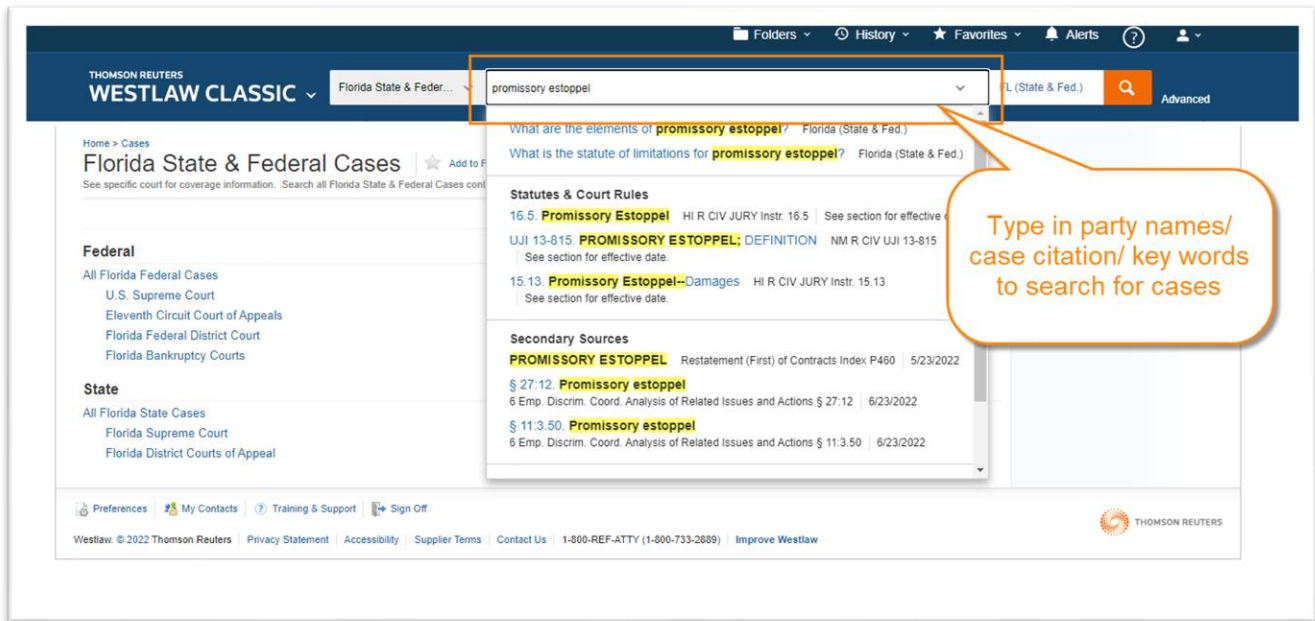 Folders History Favorites Alerts ?
THOMSON REUTERS
WESTLAW CLASSIC
Florida State & Feder...
promissory estoppel
FL (State & Fed.)
Advanced
Home > Cases
Florida State & Federal Cases
Add to F
See specific court for coverage information. Search all Florida State & Federal Cases cont
Federal
All Florida Federal Cases
U.S. Supreme Court
Eleventh Circuit Court of Appeals
Florida Federal District Court
Florida Bankruptcy Courts
State
All Florida State Cases
Florida Supreme Court
Florida District Courts of Appeal
What are the elements of promissory estoppel? Florida (State & Fed.)
What is the statute of limitations for promissory estoppel? Florida (State & Fed.)
Statutes & Court Rules
16.5. Promissory Estoppel HI R CIV JURY Instr. 16.5 | See section for effective
UJI 13-815. PROMISSORY ESTOPPEL; DEFINITION NM R CIV UJI 13-815
| See section for effective date.
15.13. Promissory Estoppel--Damages HI R CIV JURY Instr. 15.13
| See section for effective date.
Secondary Sources
PROMISSORY ESTOPPEL Restatement (First) of Contracts Index P460 | 5/23/2022
§ 27:12. Promissory estoppel
6 Emp. Discrim. Coord. Analysis of Related Issues and Actions § 27:12 | 6/23/2022
§ 11:3.50. Promissory estoppel
6 Emp. Discrim. Coord. Analysis of Related Issues and Actions § 11:3.50 | 6/23/2022
Type in party names/
case citation/ key words
to search for cases
Preferences | My Contacts | ? Training & Support | Sign Off
Westlaw. © 2022 Thomson Reuters | Privacy Statement | Accessibility | Supplier Terms | Contact Us | 1-800-REF-ATTY (1-800-733-2889) | Improve Westlaw
THOMSON REUTERS